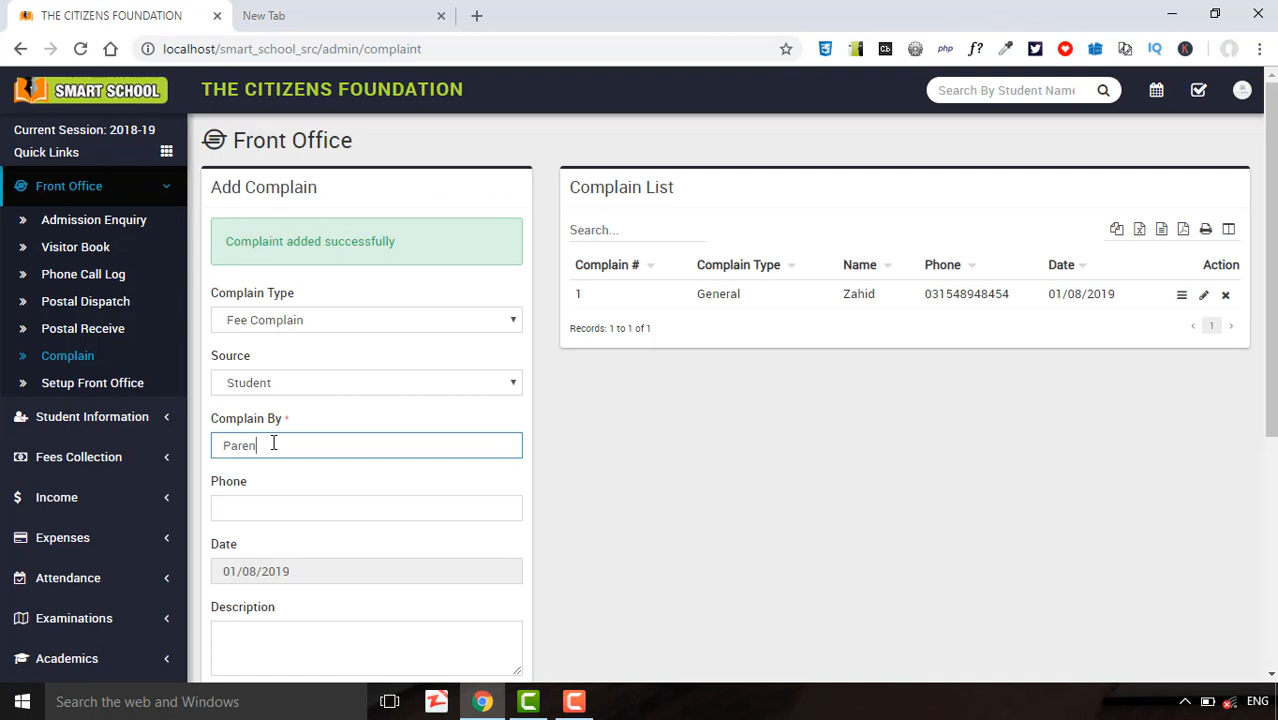 THE CITIZENS FOUNDATION
New Tab
localhost/smart_school_src/admin/complaint
SMART SCHOOL
THE CITIZENS FOUNDATION
Search By Student Name
Current Session: 2018-19
Quick Links
Front Office
Admission Enquiry
Visitor Book
Phone Call Log
Postal Dispatch
Postal Receive
Complain
Setup Front Office
Student Information
Fees Collection
Income
Expenses
Attendance
Examinations
Academics
Front Office
Add Complain
Complaint added successfully
Complain Type
Fee Complain
Source
Student
Complain By *
Paren
Phone
Date
01/08/2019
Description
Complain List
Search...
Complain # Complain Type Name Phone Date Action
1 General Zahid 031548948454 01/08/2019
Records: 1 to 1 of 1
1
Search the web and Windows
ENG